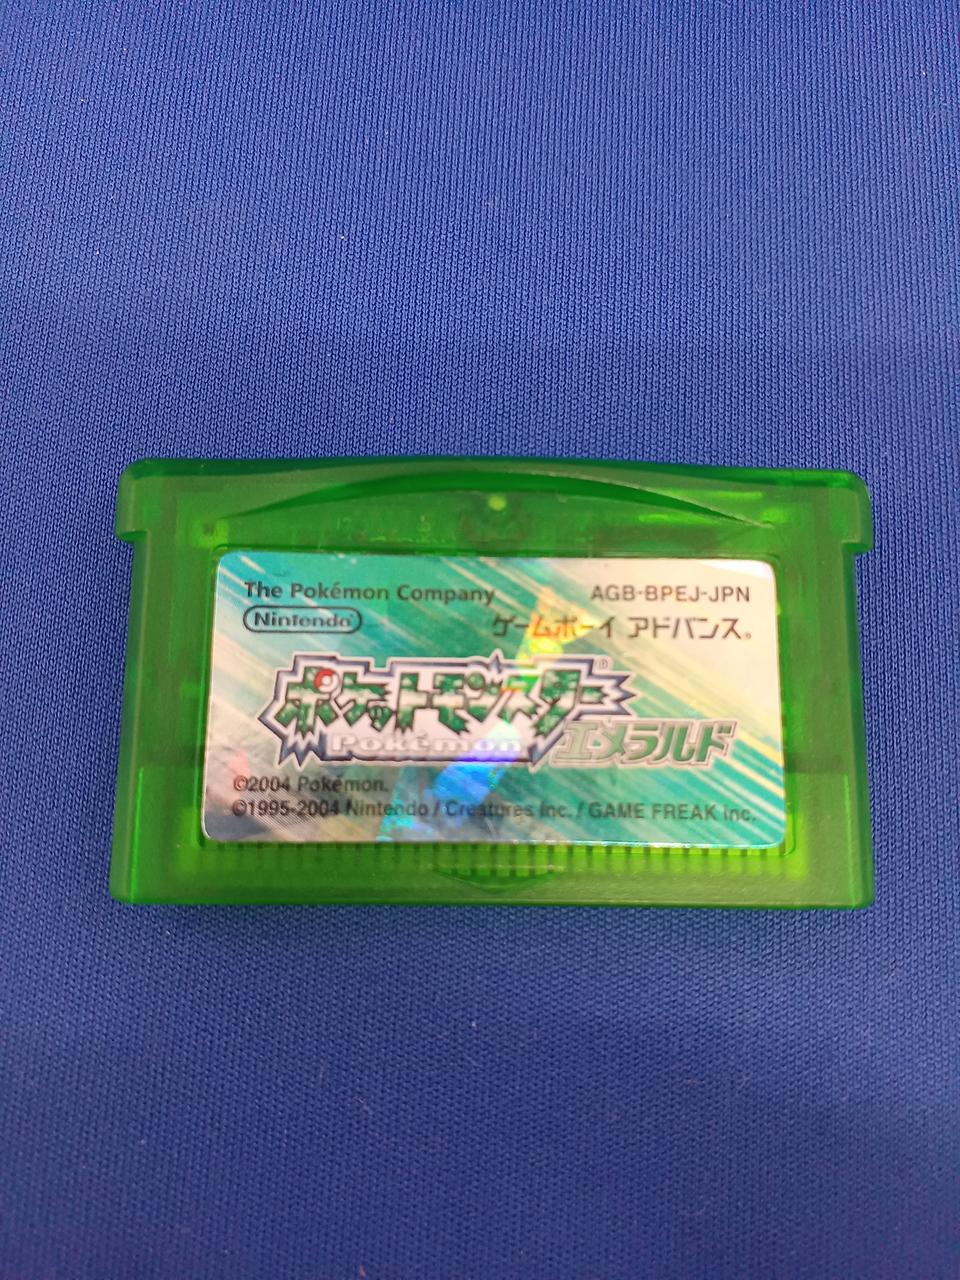 The Pokémon Company
AGB-BPEJ-JPN
Nintendo
ゲームボーイ アドバンス®
ポケットモンスター®
Pokémon
エメラルド
©2004 Pokémon.
©1995-2004 Nintendo / Creatures inc. / GAME FREAK inc.